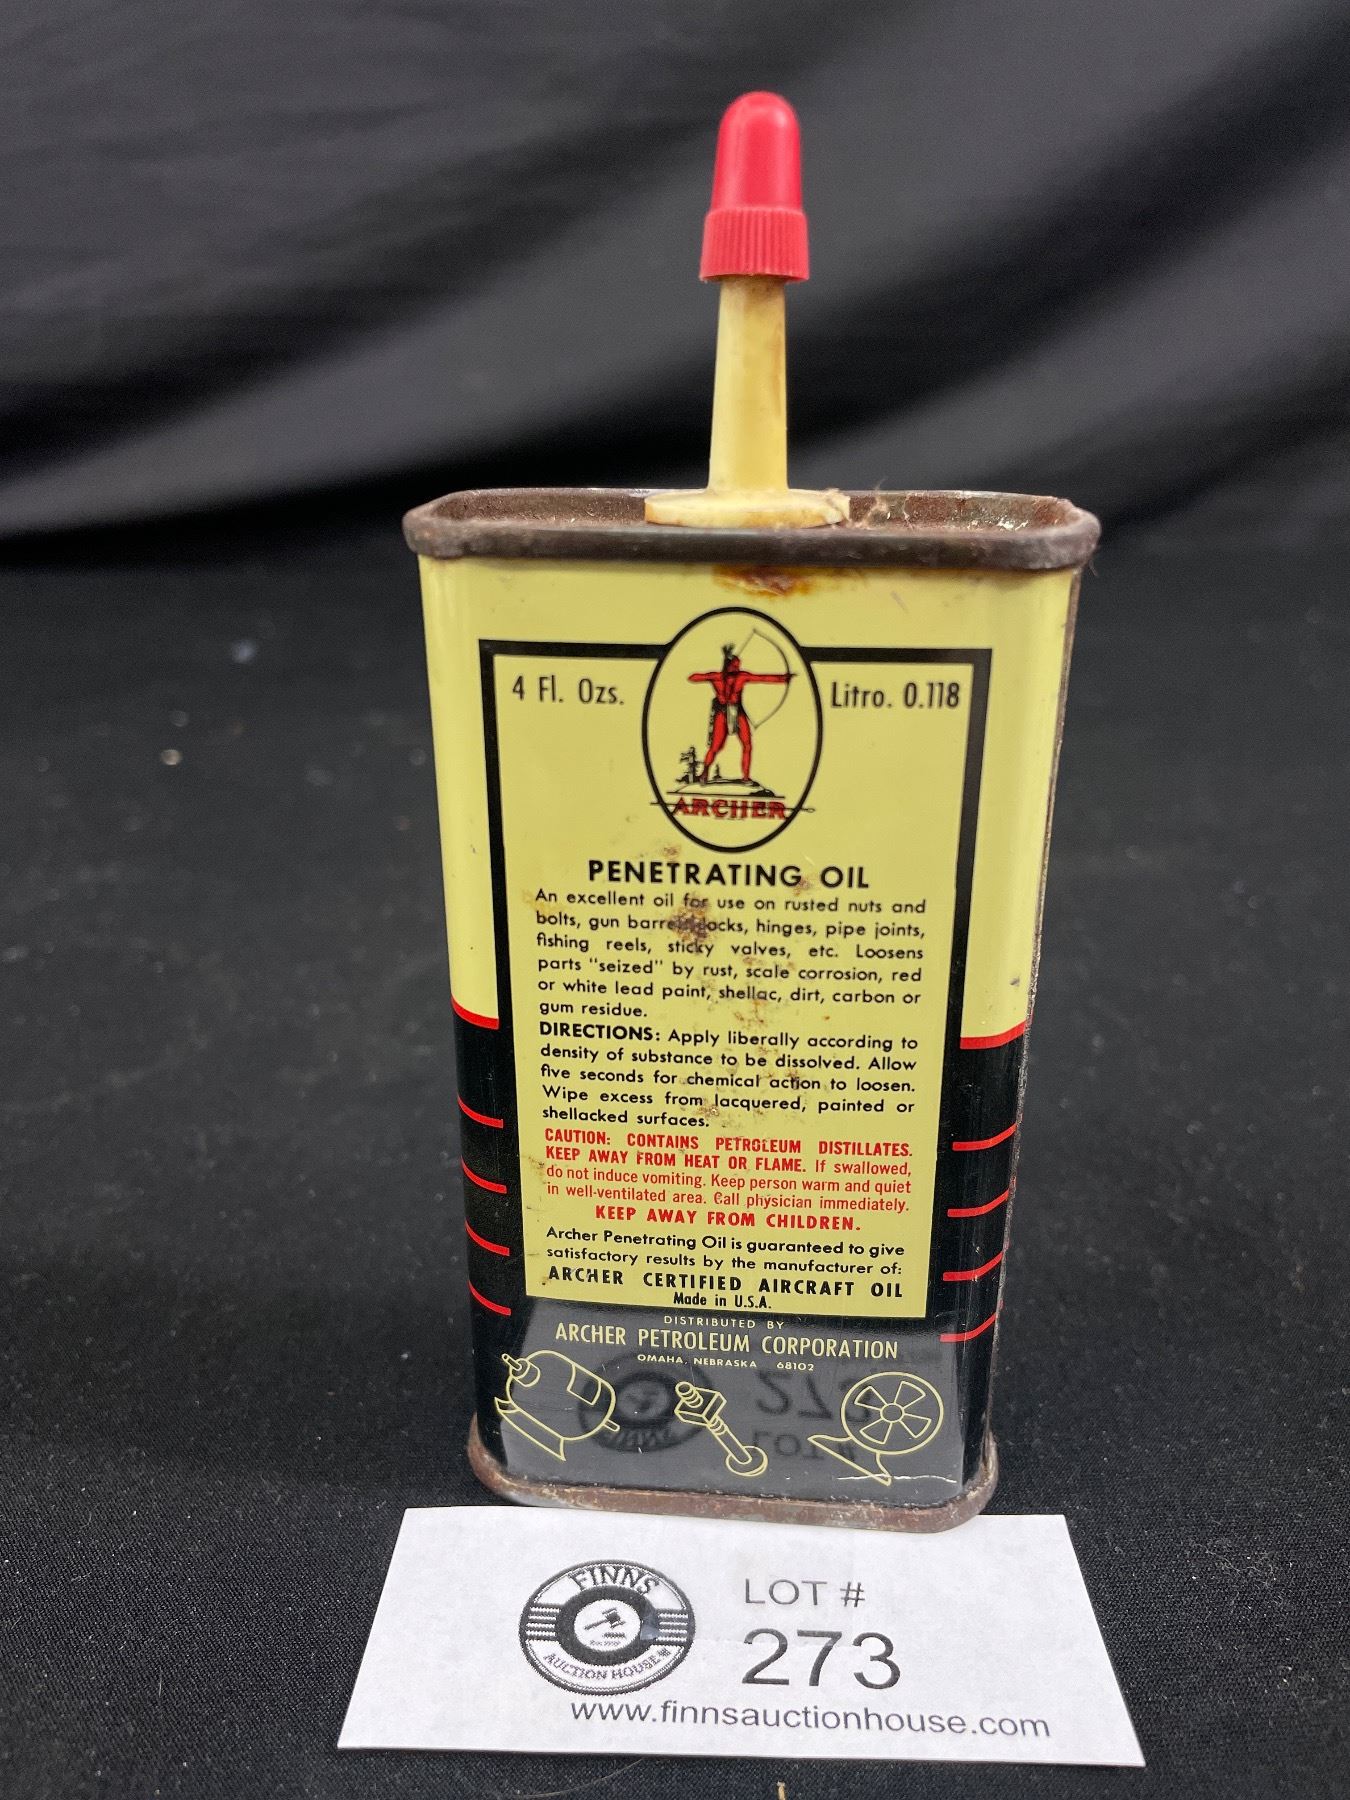 4 Fl. Ozs. Litro. 0.118
ARCHER
PENETRATING OIL
An excellent oil for use on rusted nuts and
bolts, gun barrels, locks, hinges, pipe joints,
fishing reels, sticky valves, etc. Loosens
parts "seized" by rust, scale corrosion, red
or white lead paint, shellac, dirt, carbon or
gum residue.
DIRECTIONS: Apply liberally according to
density of substance to be dissolved. Allow
five seconds for chemical action to loosen.
Wipe excess from lacquered, painted or
shellacked surfaces.
CAUTION: CONTAINS PETROLEUM DISTILLATES.
KEEP AWAY FROM HEAT OR FLAME. If swallowed,
do not induce vomiting. Keep person warm and quiet
in well-ventilated area. Call physician immediately.
KEEP AWAY FROM CHILDREN.
Archer Penetrating Oil is guaranteed to give
satisfactory results by the manufacturer of:
ARCHER CERTIFIED AIRCRAFT OIL
Made in U.S.A.
DISTRIBUTED BY
ARCHER PETROLEUM CORPORATION
OMAHA, NEBRASKA 68102
FINNS
AUCTION HOUSE
LOT #
273
www.finnsauctionhouse.com